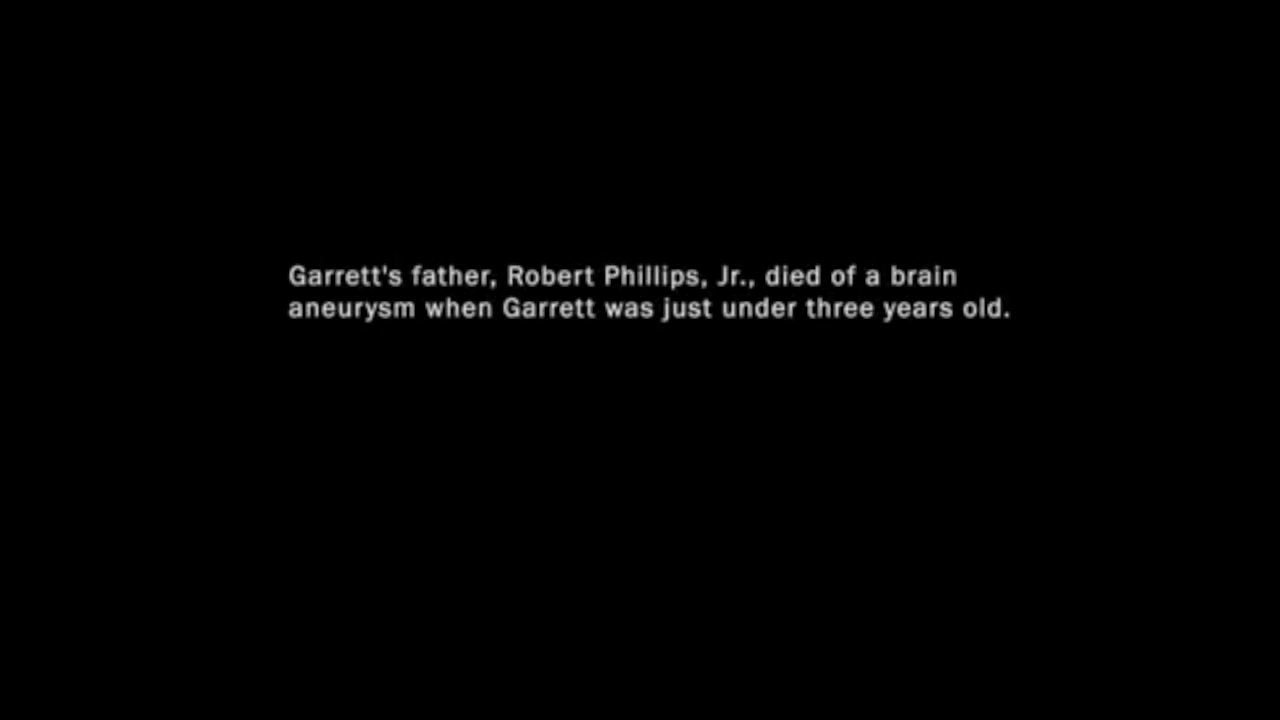 Garrett's father, Robert Phillips, Jr., died of a brain
aneurysm when Garrett was just under three years old.